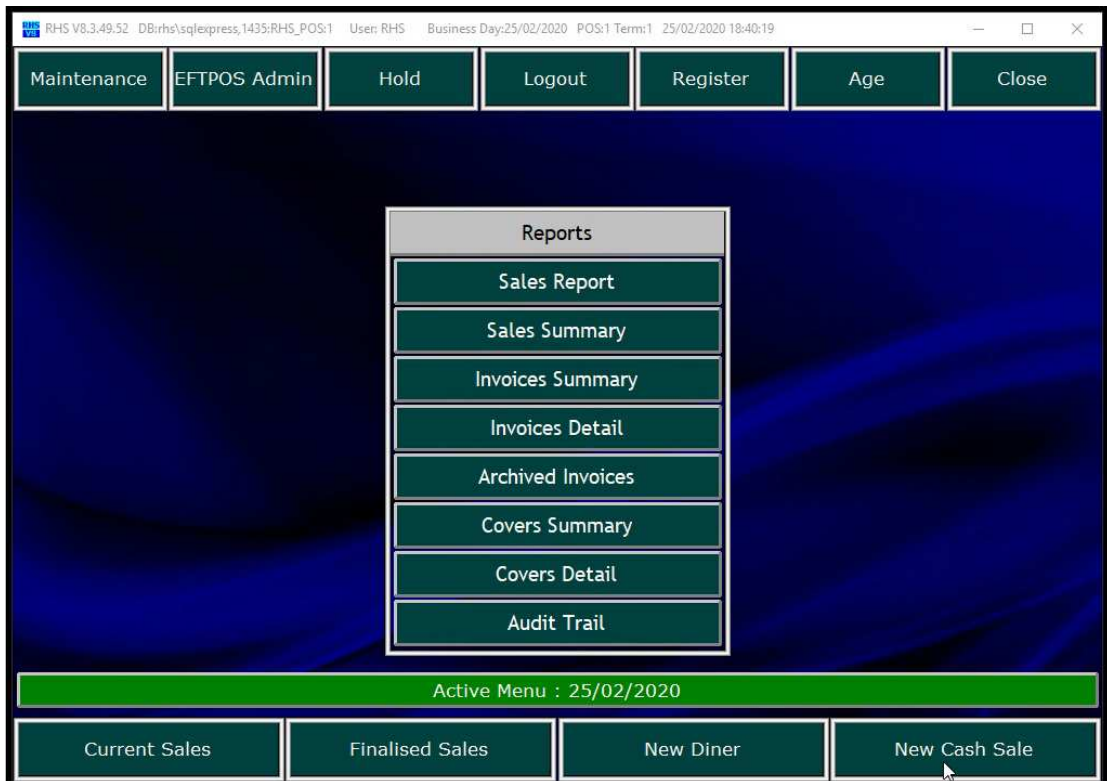 RHS V8 RHS V8.3.49.52 DB:rhs\sqlexpress,1435:RHS_POS:1 User: RHS Business Day:25/02/2020 POS:1 Term:1 25/02/2020 18:40:19
Maintenance EFTPOS Admin Hold Logout Register Age Close
Reports
Sales Report
Sales Summary
Invoices Summary
Invoices Detail
Archived Invoices
Covers Summary
Covers Detail
Audit Trail
Active Menu : 25/02/2020
Current Sales Finalised Sales New Diner New Cash Sale